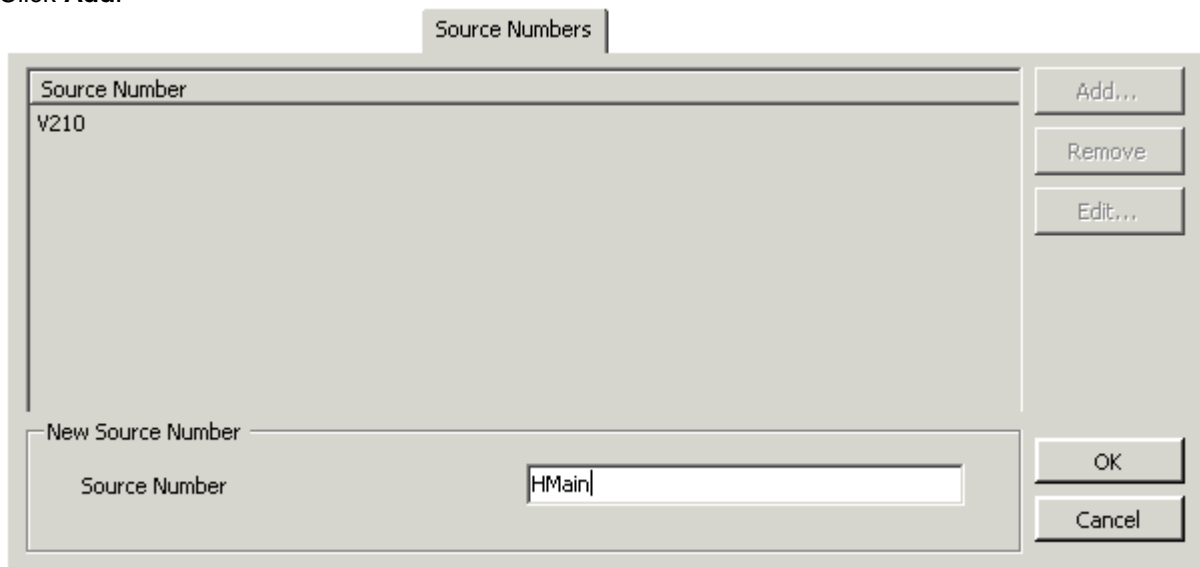 Click Add.
Source Numbers
Source Number
V210
Add...
Remove
Edit...
New Source Number
Source Number
HMain
OK
Cancel